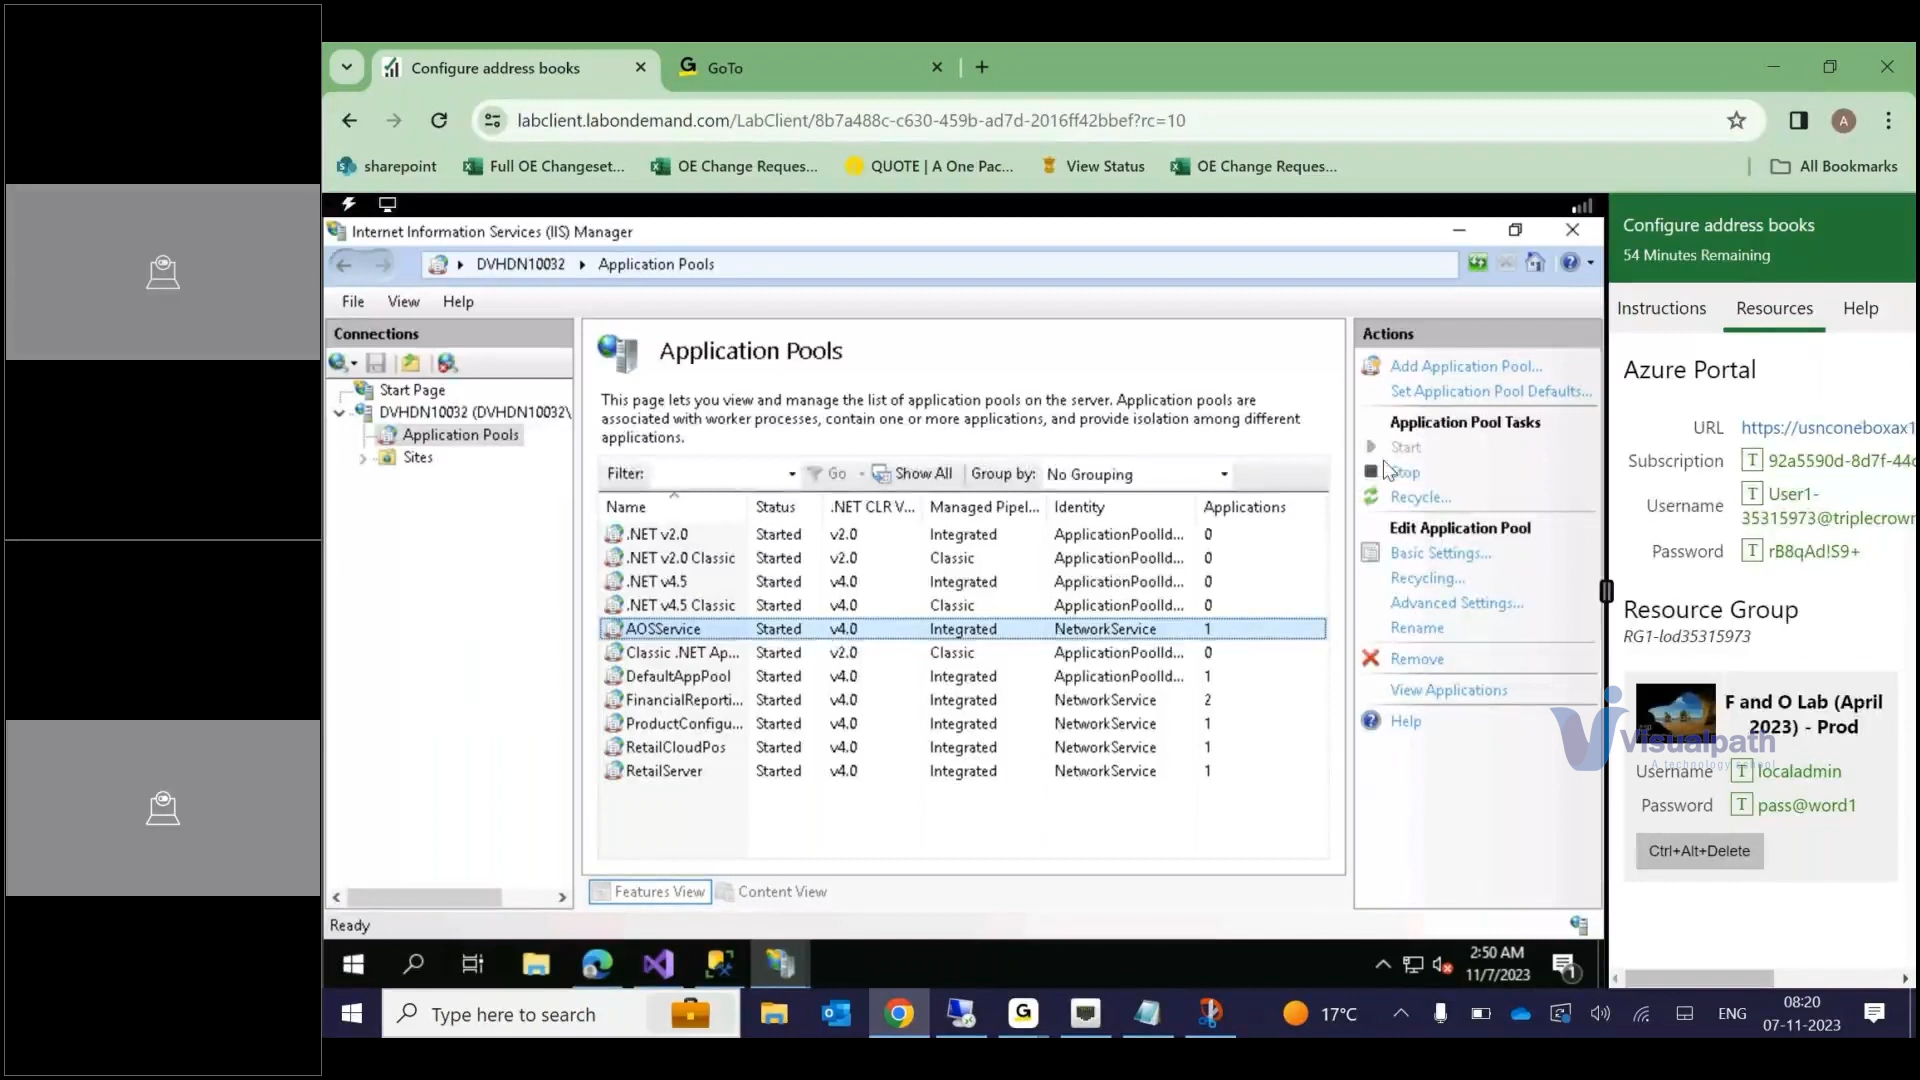 Configure address books
GoTo
labclient.labondemand.com/LabClient/8b7a488c-c630-459b-ad7d-2016ff42bbef?rc=10
A
sharepoint
Full OE Changeset...
OE Change Reques...
QUOTE | A One Pac...
View Status
OE Change Reques...
All Bookmarks
Internet Information Services (IIS) Manager
DVHDN10032
Application Pools
File View Help
Connections
Start Page
DVHDN10032 (DVHDN10032\
Application Pools
Sites
Application Pools
This page lets you view and manage the list of application pools on the server. Application pools are
associated with worker processes, contain one or more applications, and provide isolation among different
applications.
Filter: Go Show All Group by: No Grouping
Name Status .NET CLR V... Managed Pipel... Identity Applications
.NET v2.0 Started v2.0 Integrated ApplicationPoolId... 0
.NET v2.0 Classic Started v2.0 Classic ApplicationPoolId... 0
.NET v4.5 Started v4.0 Integrated ApplicationPoolId... 0
.NET v4.5 Classic Started v4.0 Classic ApplicationPoolId... 0
AOSService Started v4.0 Integrated NetworkService 1
Classic .NET Ap... Started v2.0 Classic ApplicationPoolId... 0
DefaultAppPool Started v4.0 Integrated ApplicationPoolId... 1
FinancialReporti... Started v4.0 Integrated NetworkService 2
ProductConfigu... Started v4.0 Integrated NetworkService 1
RetailCloudPos Started v4.0 Integrated NetworkService 1
RetailServer Started v4.0 Integrated NetworkService 1
Features View Content View
Ready
Actions
Add Application Pool...
Set Application Pool Defaults...
Application Pool Tasks
Start
Stop
Recycle...
Edit Application Pool
Basic Settings...
Recycling...
Advanced Settings...
Rename
Remove
View Applications
Help
2:50 AM
11/7/2023
1
Configure address books
54 Minutes Remaining
Instructions Resources Help
Azure Portal
URL https://usnconeboxax1
Subscription T 92a5590d-8d7f-44
Username T User1-
35315973@triplecrown
Password T rB8qAd!S9+
Resource Group
RG1-lod35315973
F and O Lab (April
2023) - Prod
Visualpath
A technology school
Username T localadmin
Password T pass@word1
Ctrl+Alt+Delete
Type here to search
G
17°C
ENG
08:20
07-11-2023